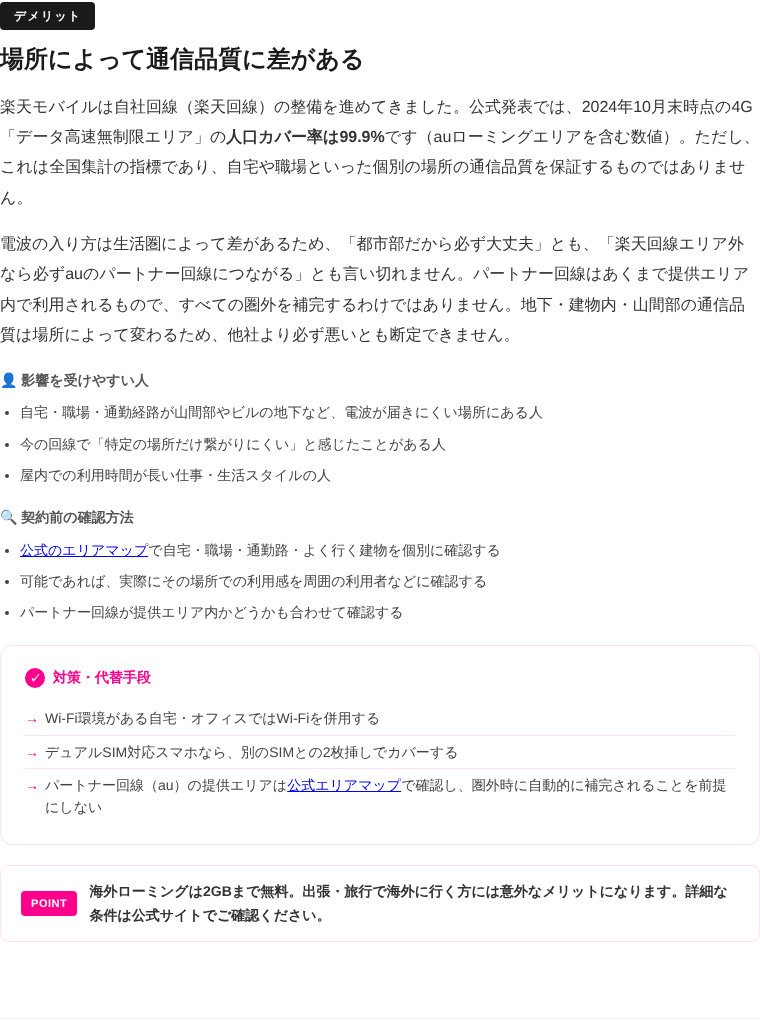 デメリット
場所によって通信品質に差がある
楽天モバイルは自社回線（楽天回線）の整備を進めてきました。公式発表では、2024年10月末時点の4G
「データ高速無制限エリア」の人口カバー率は99.9%です（auローミングエリアを含む数値）。ただし、
これは全国集計の指標であり、自宅や職場といった個別の場所の通信品質を保証するものではありませ
ん。
電波の入り方は生活圏によって差があるため、「都市部だから必ず大丈夫」とも、「楽天回線エリア外
なら必ずauのパートナー回線につながる」とも言い切れません。パートナー回線はあくまで提供エリア
内で利用されるもので、すべての圏外を補完するわけではありません。地下・建物内・山間部の通信品
質は場所によって変わるため、他社より必ず悪いとも断定できません。
👤 影響を受けやすい人
• 自宅・職場・通勤経路が山間部やビルの地下など、電波が届きにくい場所にある人
• 今の回線で「特定の場所だけ繋がりにくい」と感じたことがある人
• 屋内での利用時間が長い仕事・生活スタイルの人
🔍 契約前の確認方法
• 公式のエリアマップで自宅・職場・通勤路・よく行く建物を個別に確認する
• 可能であれば、実際にその場所での利用感を周囲の利用者などに確認する
• パートナー回線が提供エリア内かどうかも合わせて確認する
✓ 対策・代替手段
→ Wi-Fi環境がある自宅・オフィスではWi-Fiを併用する
→ デュアルSIM対応スマホなら、別のSIMとの2枚挿しでカバーする
→ パートナー回線（au）の提供エリアは公式エリアマップで確認し、圏外時に自動的に補完されることを前提
にしない
POINT
海外ローミングは2GBまで無料。出張・旅行で海外に行く方には意外なメリットになります。詳細な
条件は公式サイトでご確認ください。